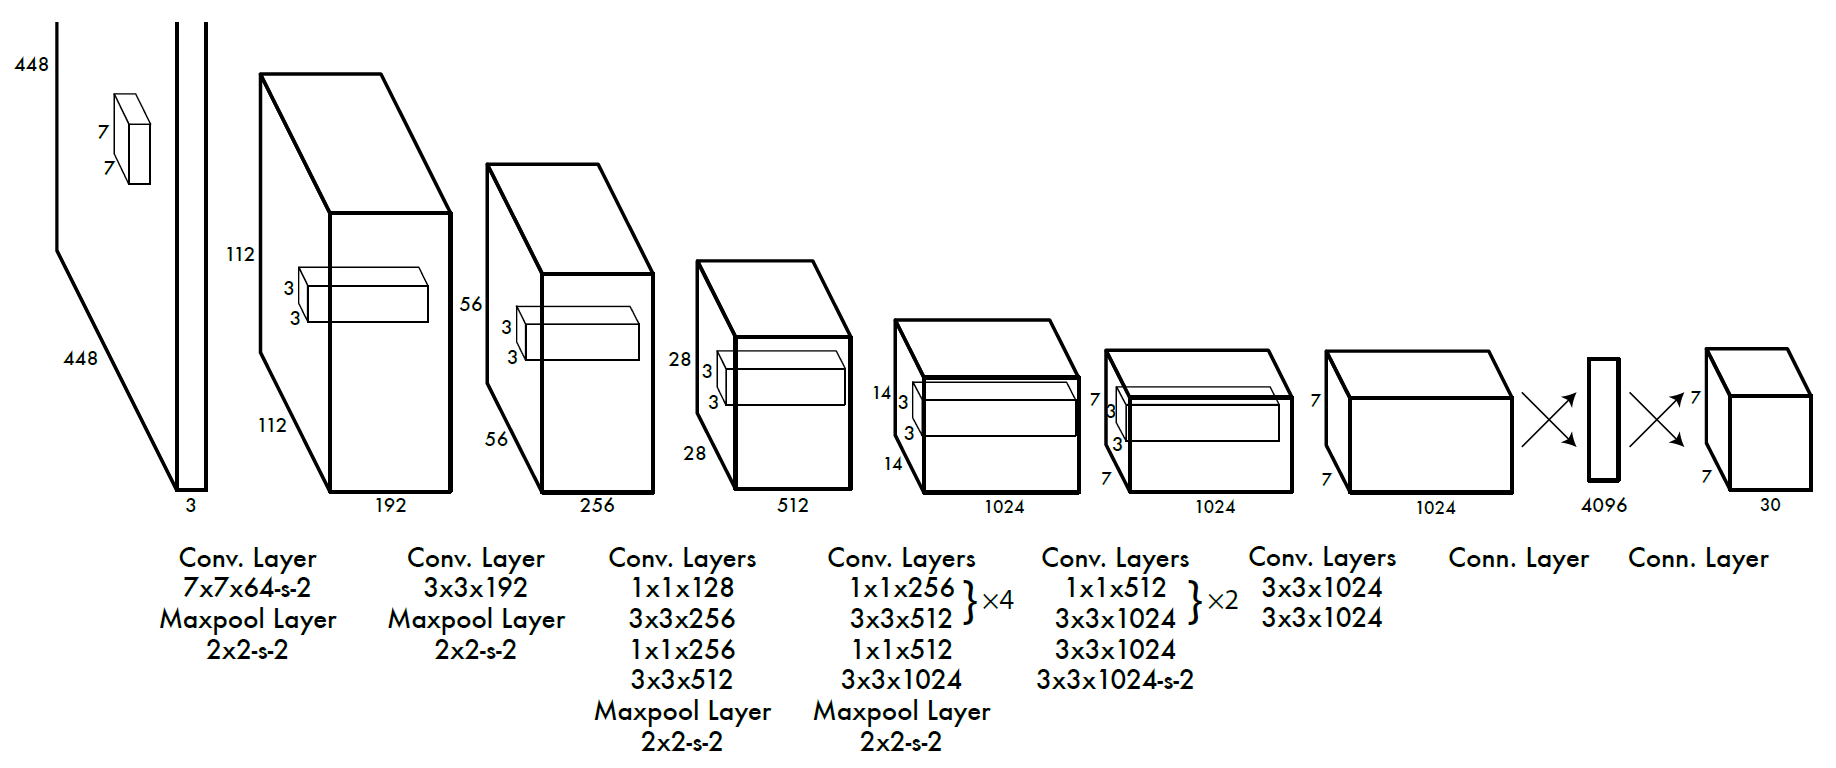 448
7
7
448
3
112
3
3
112
192
56
3
3
56
256
28
3
3
28
512
14
3
3
14
1024
7
3
3
7
1024
7
7
1024
4096
7
7
30
Conv. Layer
7x7x64-s-2
Maxpool Layer
2x2-s-2
Conv. Layer
3x3x192
Maxpool Layer
2x2-s-2
Conv. Layers
1x1x128
3x3x256
1x1x256
3x3x512
Maxpool Layer
2x2-s-2
Conv. Layers
1x1x256
3x3x512
} ×4
1x1x512
3x3x1024
Maxpool Layer
2x2-s-2
Conv. Layers
1x1x512
3x3x1024
} ×2
3x3x1024
3x3x1024-s-2
Conv. Layers
3x3x1024
3x3x1024
Conn. Layer
Conn. Layer